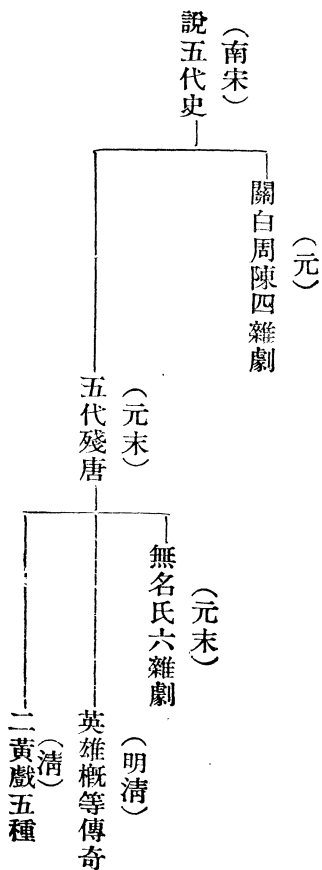 （南宋）
說五代史
（元）
關白周陳四雜劇
（元末）
五代殘唐
（元末）
無名氏六雜劇
（明清）
英雄概等傳奇
（清）
二黃戲五種